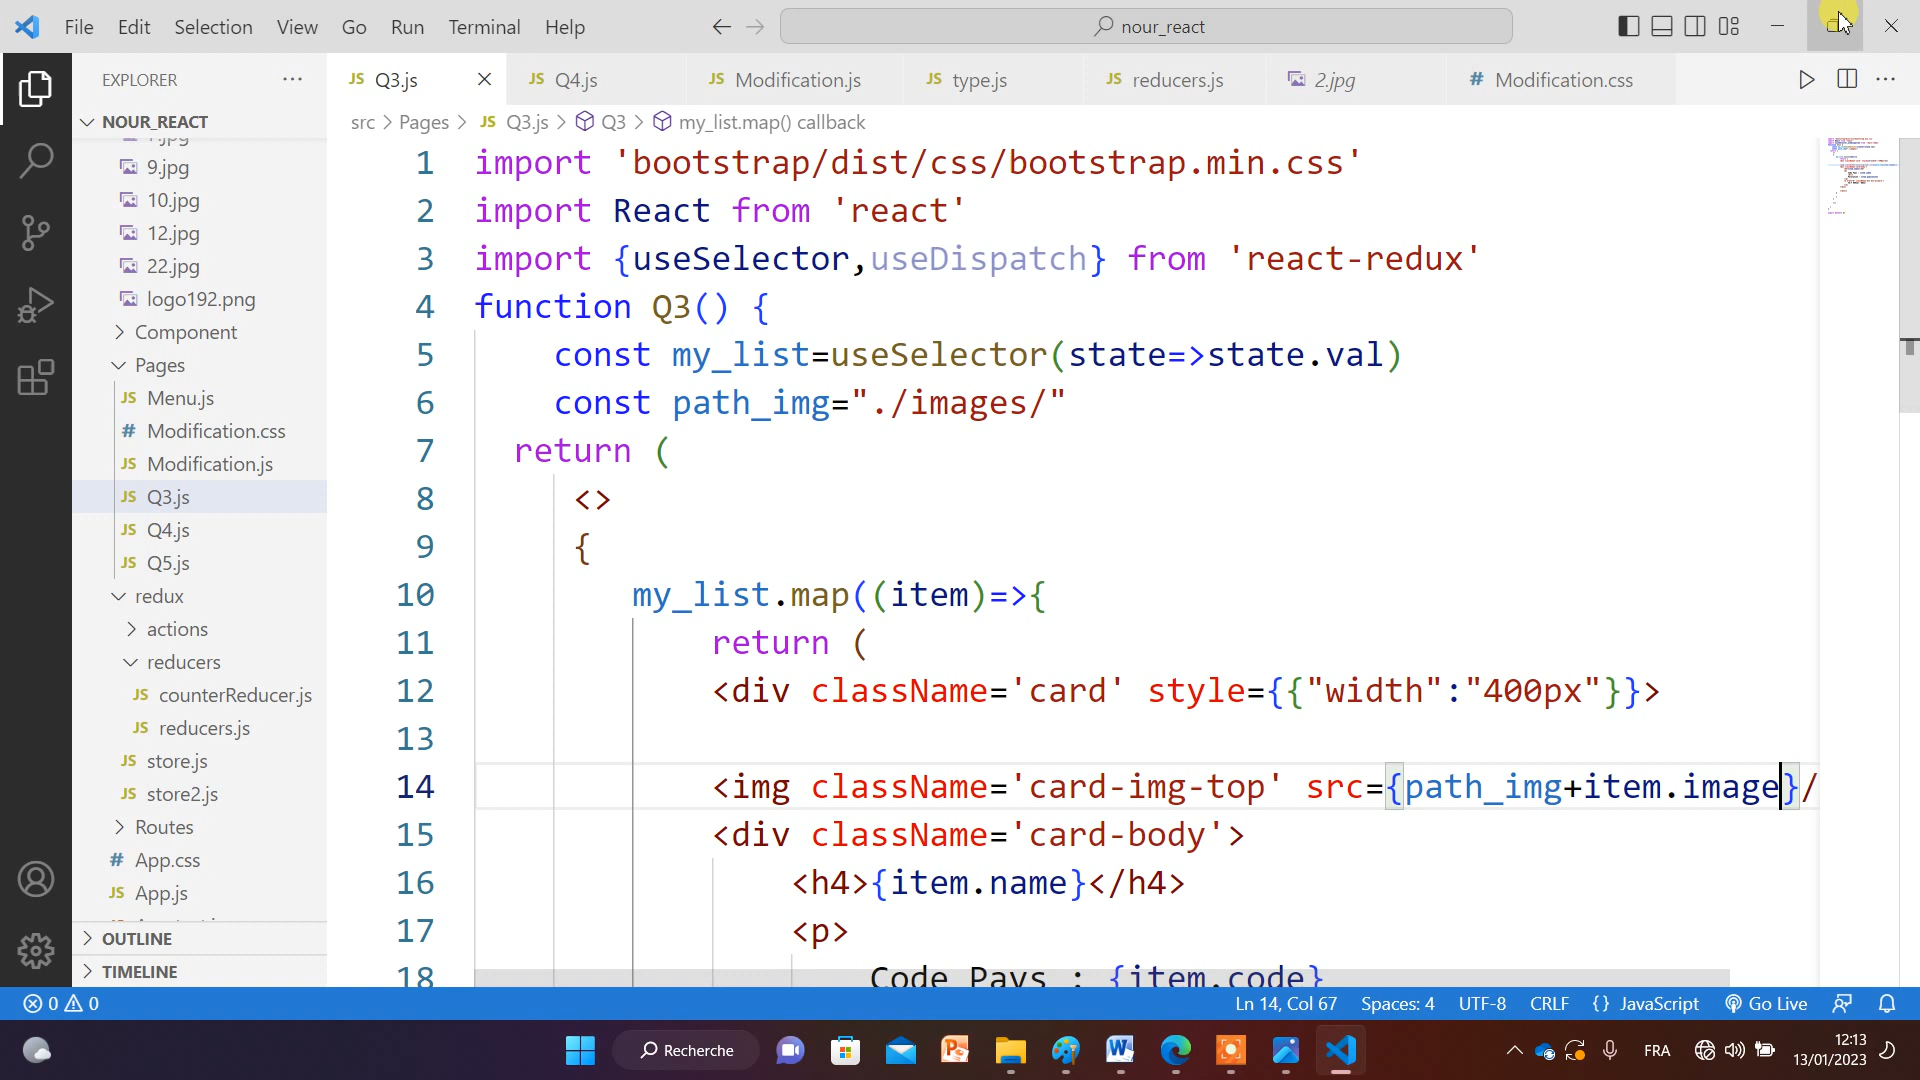 File Edit Selection View Go Run Terminal Help
nour_react
EXPLORER
Q3.js
Q4.js
Modification.js
type.js
reducers.js
2.jpg
Modification.css
NOUR_REACT
src > Pages > Q3.js > Q3 > my_list.map() callback
9.jpg
10.jpg
12.jpg
22.jpg
logo192.png
Component
Pages
Menu.js
Modification.css
Modification.js
Q3.js
Q4.js
Q5.js
redux
actions
reducers
counterReducer.js
reducers.js
store.js
store2.js
Routes
App.css
App.js
OUTLINE
TIMELINE
1 import 'bootstrap/dist/css/bootstrap.min.css'
2 import React from 'react'
3 import {useSelector,useDispatch} from 'react-redux'
4 function Q3() {
5 const my_list=useSelector(state=>state.val)
6 const path_img="./images/"
7 return (
8 <>
9 {
10 my_list.map((item)=>{
11 return (
12 <div className='card' style={{"width":"400px"}}>
13
14 <img className='card-img-top' src={path_img+item.image}/
15 <div className='card-body'>
16 <h4>{item.name}</h4>
17 <p>
18 Code Pays : {item.code}
0 0
Ln 14, Col 67 Spaces: 4 UTF-8 CRLF {} JavaScript Go Live
Recherche
FRA
12:13
13/01/2023